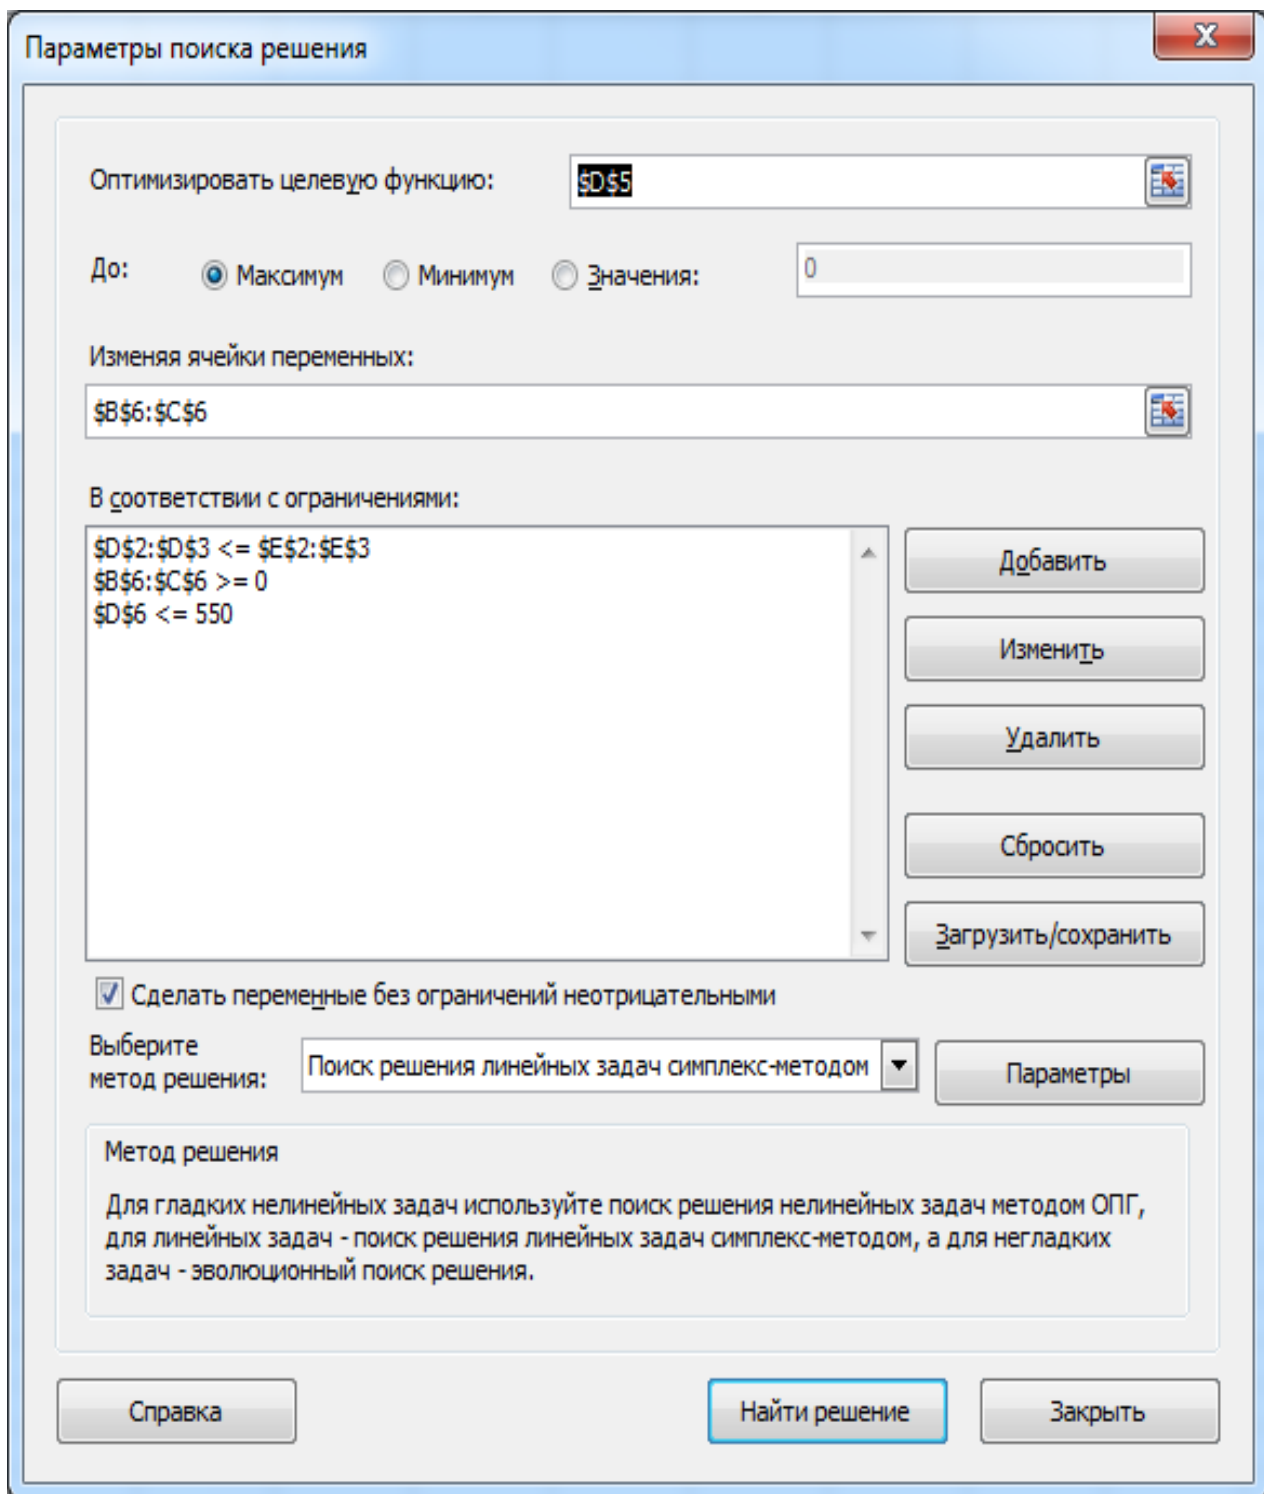 Параметры поиска решения
Оптимизировать целевую функцию:
$D$5
До:
Максимум
Минимум
Значения:
0
Изменяя ячейки переменных:
$B$6:$C$6
В соответствии с ограничениями:
$D$2:$D$3 <= $E$2:$E$3
$B$6:$C$6 >= 0
$D$6 <= 550
Добавить
Изменить
Удалить
Сбросить
Загрузить/сохранить
Сделать переменные без ограничений неотрицательными
Выберите
метод решения:
Поиск решения линейных задач симплекс-методом
Параметры
Метод решения
Для гладких нелинейных задач используйте поиск решения нелинейных задач методом ОПГ,
для линейных задач - поиск решения линейных задач симплекс-методом, а для негладких
задач - эволюционный поиск решения.
Справка
Найти решение
Закрыть